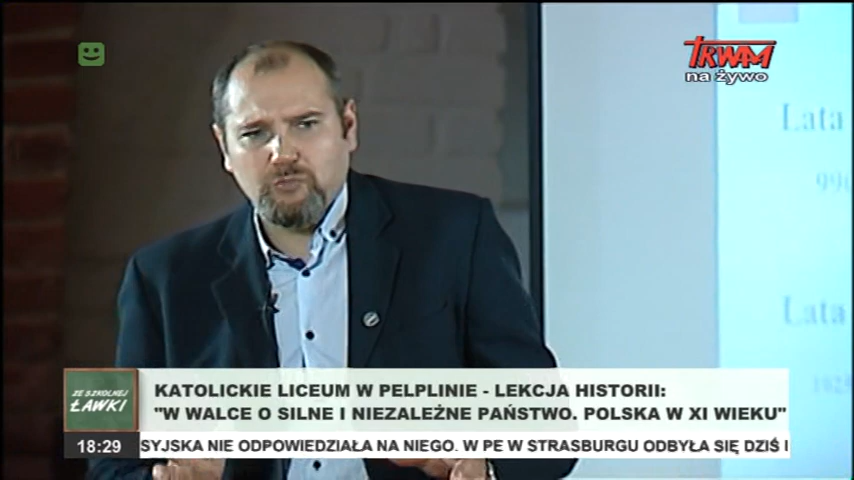 TRWAM
na żywo
Lata
990
Lata
ZE SZKOLNEJ
ŁAWKI
KATOLICKIE LICEUM W PELPLINIE - LEKCJA HISTORII:
"W WALCE O SILNE I NIEZALEŻNE PAŃSTWO. POLSKA W XI WIEKU"
18:29 SYJSKA NIE ODPOWIEDZIAŁA NA NIEGO. W PE W STRASBURGU ODBYŁA SIĘ DZIŚ I